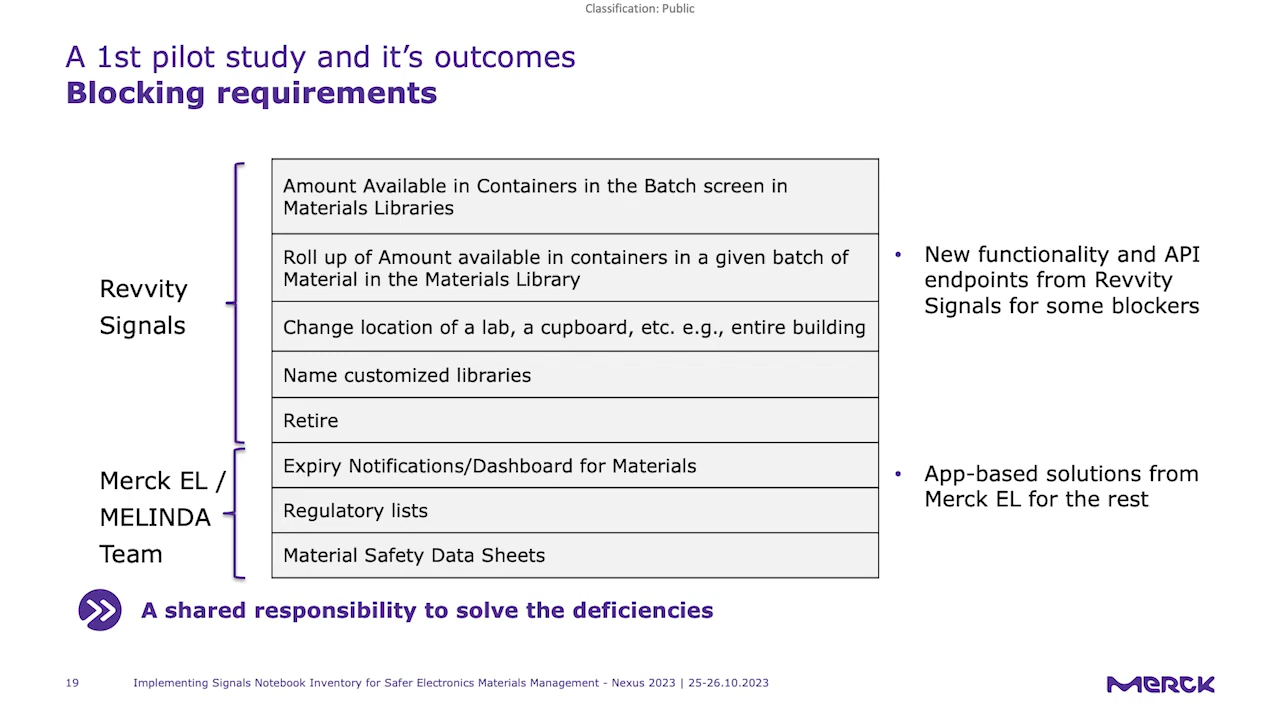 Classification: Public
A 1st pilot study and it's outcomes
Blocking requirements
Revvity
Signals
Amount Available in Containers in the Batch screen in
Materials Libraries
Roll up of Amount available in containers in a given batch of
Material in the Materials Library
Change location of a lab, a cupboard, etc. e.g., entire building
Name customized libraries
Retire
• New functionality and API
endpoints from Revvity
Signals for some blockers
Merck EL /
MELINDA
Team
Expiry Notifications/Dashboard for Materials
Regulatory lists
Material Safety Data Sheets
• App-based solutions from
Merck EL for the rest
A shared responsibility to solve the deficiencies
19 Implementing Signals Notebook Inventory for Safer Electronics Materials Management - Nexus 2023 | 25-26.10.2023
MERCK